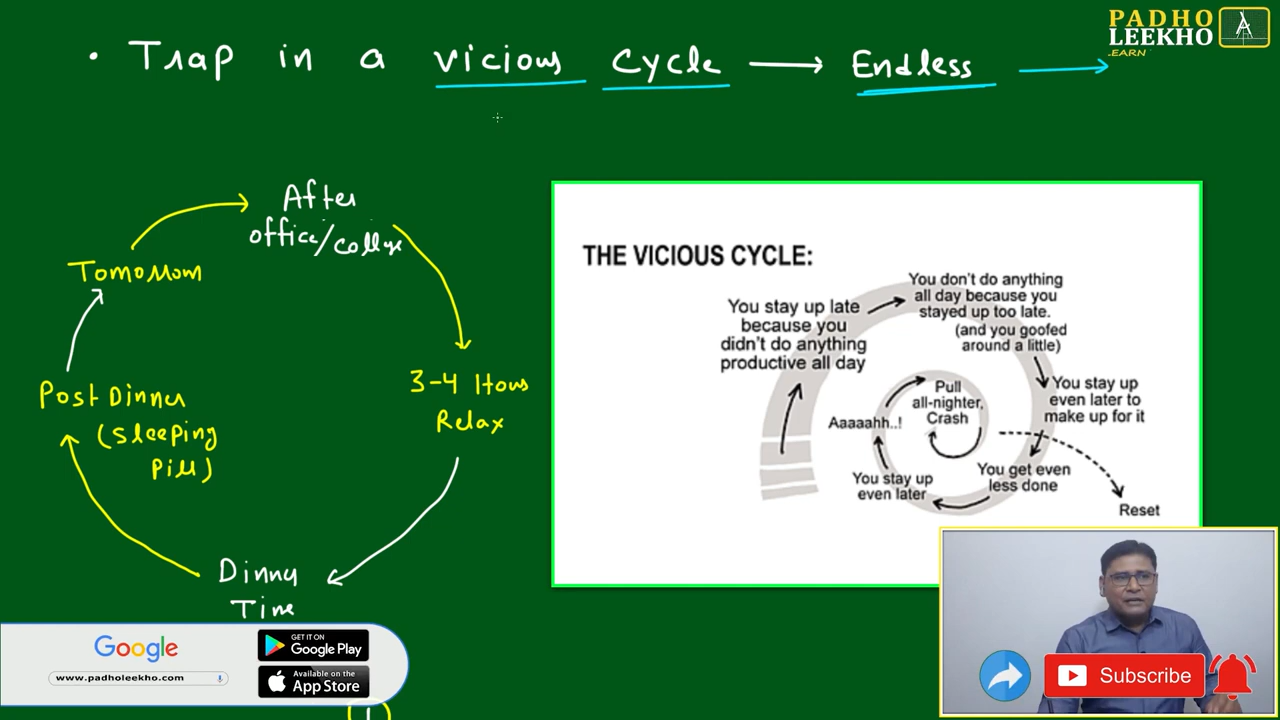 • Trap in a vicious cycle → Endless →
PADHO
LEEKHO
LEARN
After
office/college
3-4 Hours
Relax
Dinner
Time
Post Dinner
(Sleeping
Pill)
Tomorrow
THE VICIOUS CYCLE:
You stay up late
because you
didn't do anything
productive all day
You don't do anything
all day because you
stayed up too late.
(and you goofed
around a little)
You stay up
even later to
make up for it
You get even
less done
You stay up
even later
Aaaaahh..!
Pull
all-nighter,
Crash
Reset
Google
www.padholeekho.com
GET IT ON
Google Play
Available on the
App Store
Subscribe